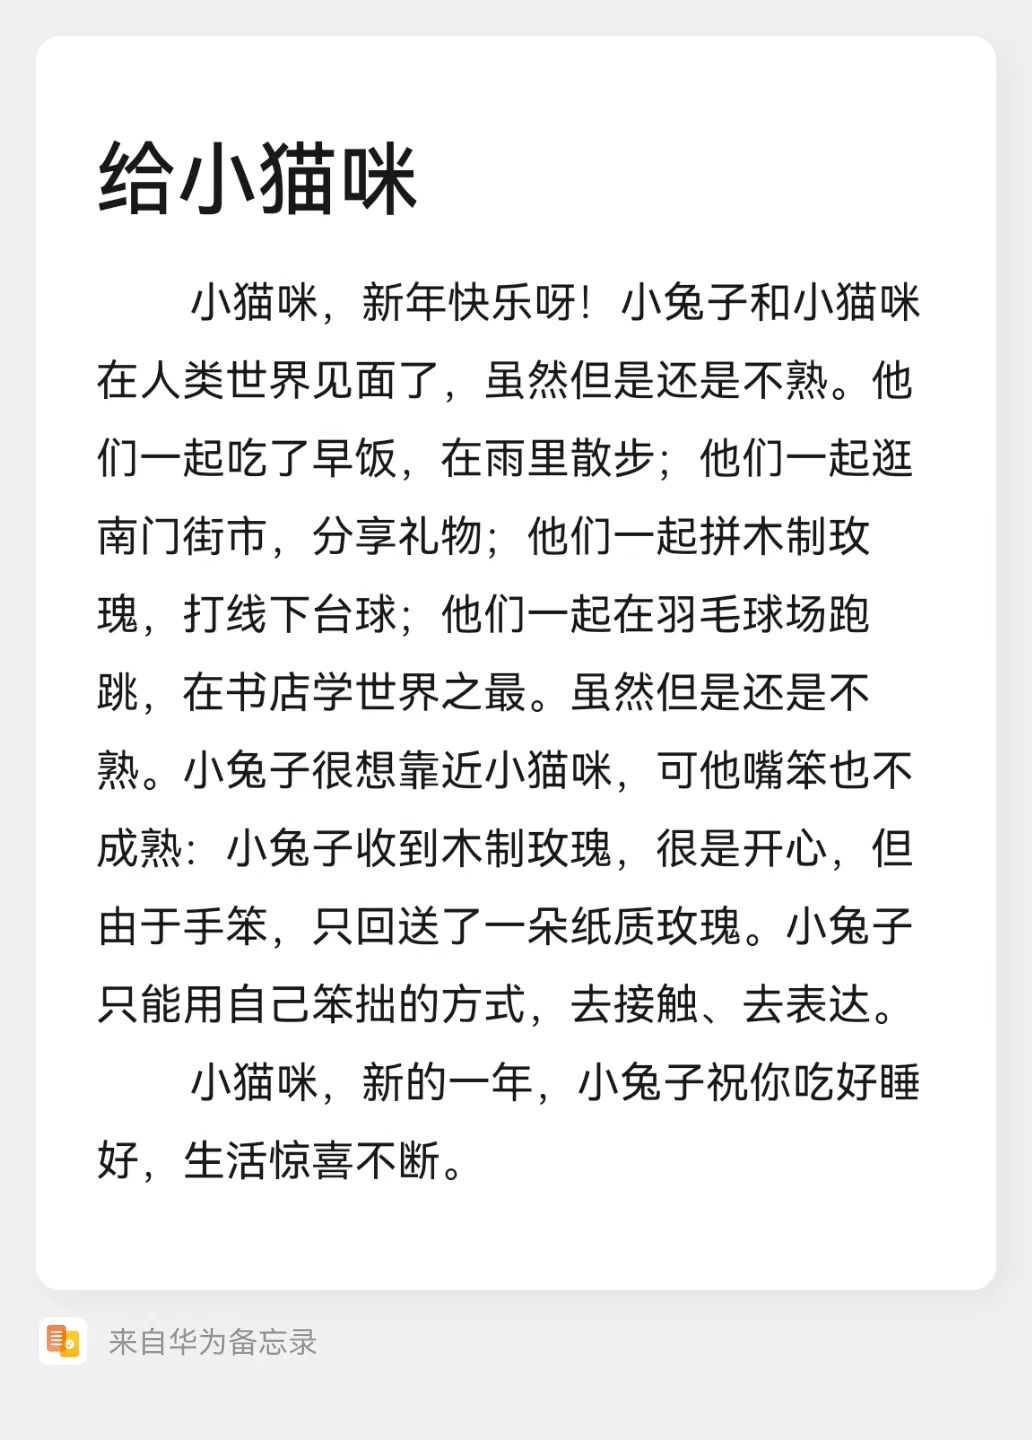 给小猫咪
小猫咪，新年快乐呀！小兔子和小猫咪
在人类世界见面了，虽然但是还是不熟。他
们一起吃了早饭，在雨里散步；他们一起逛
南门街市，分享礼物；他们一起拼木制玫
瑰，打线下台球；他们一起在羽毛球场跑
跳，在书店学世界之最。虽然但是还是不
熟。小兔子很想靠近小猫咪，可他嘴笨也不
成熟：小兔子收到木制玫瑰，很是开心，但
由于手笨，只回送了一朵纸质玫瑰。小兔子
只能用自己笨拙的方式，去接触、去表达。
小猫咪，新的一年，小兔子祝你吃好睡
好，生活惊喜不断。
来自华为备忘录